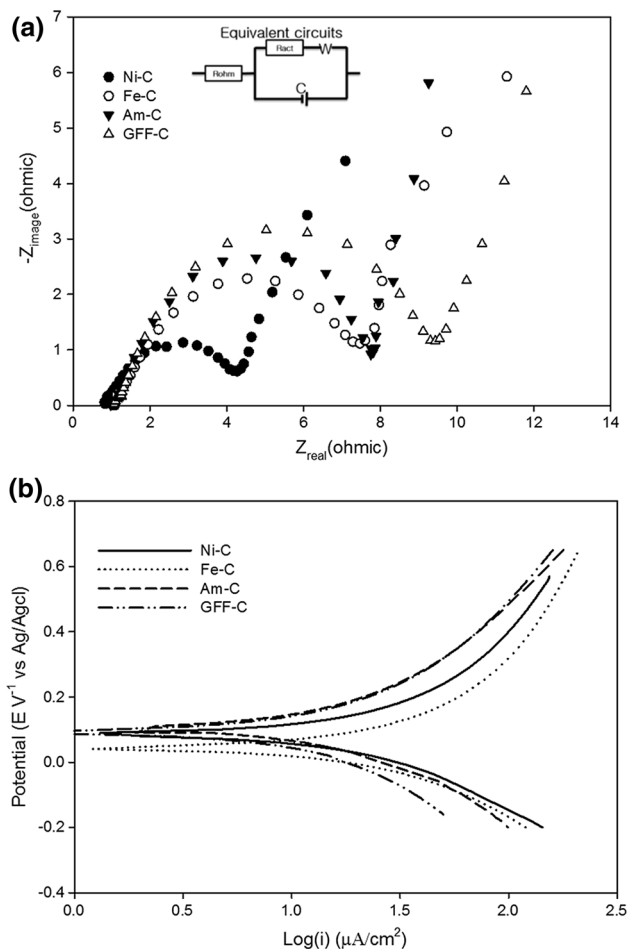 (a)
Equivalent circuits
Ract
W
Rohm
C
Ni-C
Fe-C
Am-C
GFF-C
7
6
5
4
3
2
1
0
-Zimage(ohmic)
0 2 4 6 8 10 12 14
Zreal(ohmic)
(b)
Ni-C
Fe-C
Am-C
GFF-C
0.8
0.6
0.4
0.2
0.0
-0.2
-0.4
Potential (E V⁻¹ vs Ag/Agcl)
0.0 0.5 1.0 1.5 2.0 2.5
Log(i) (µA/cm²)